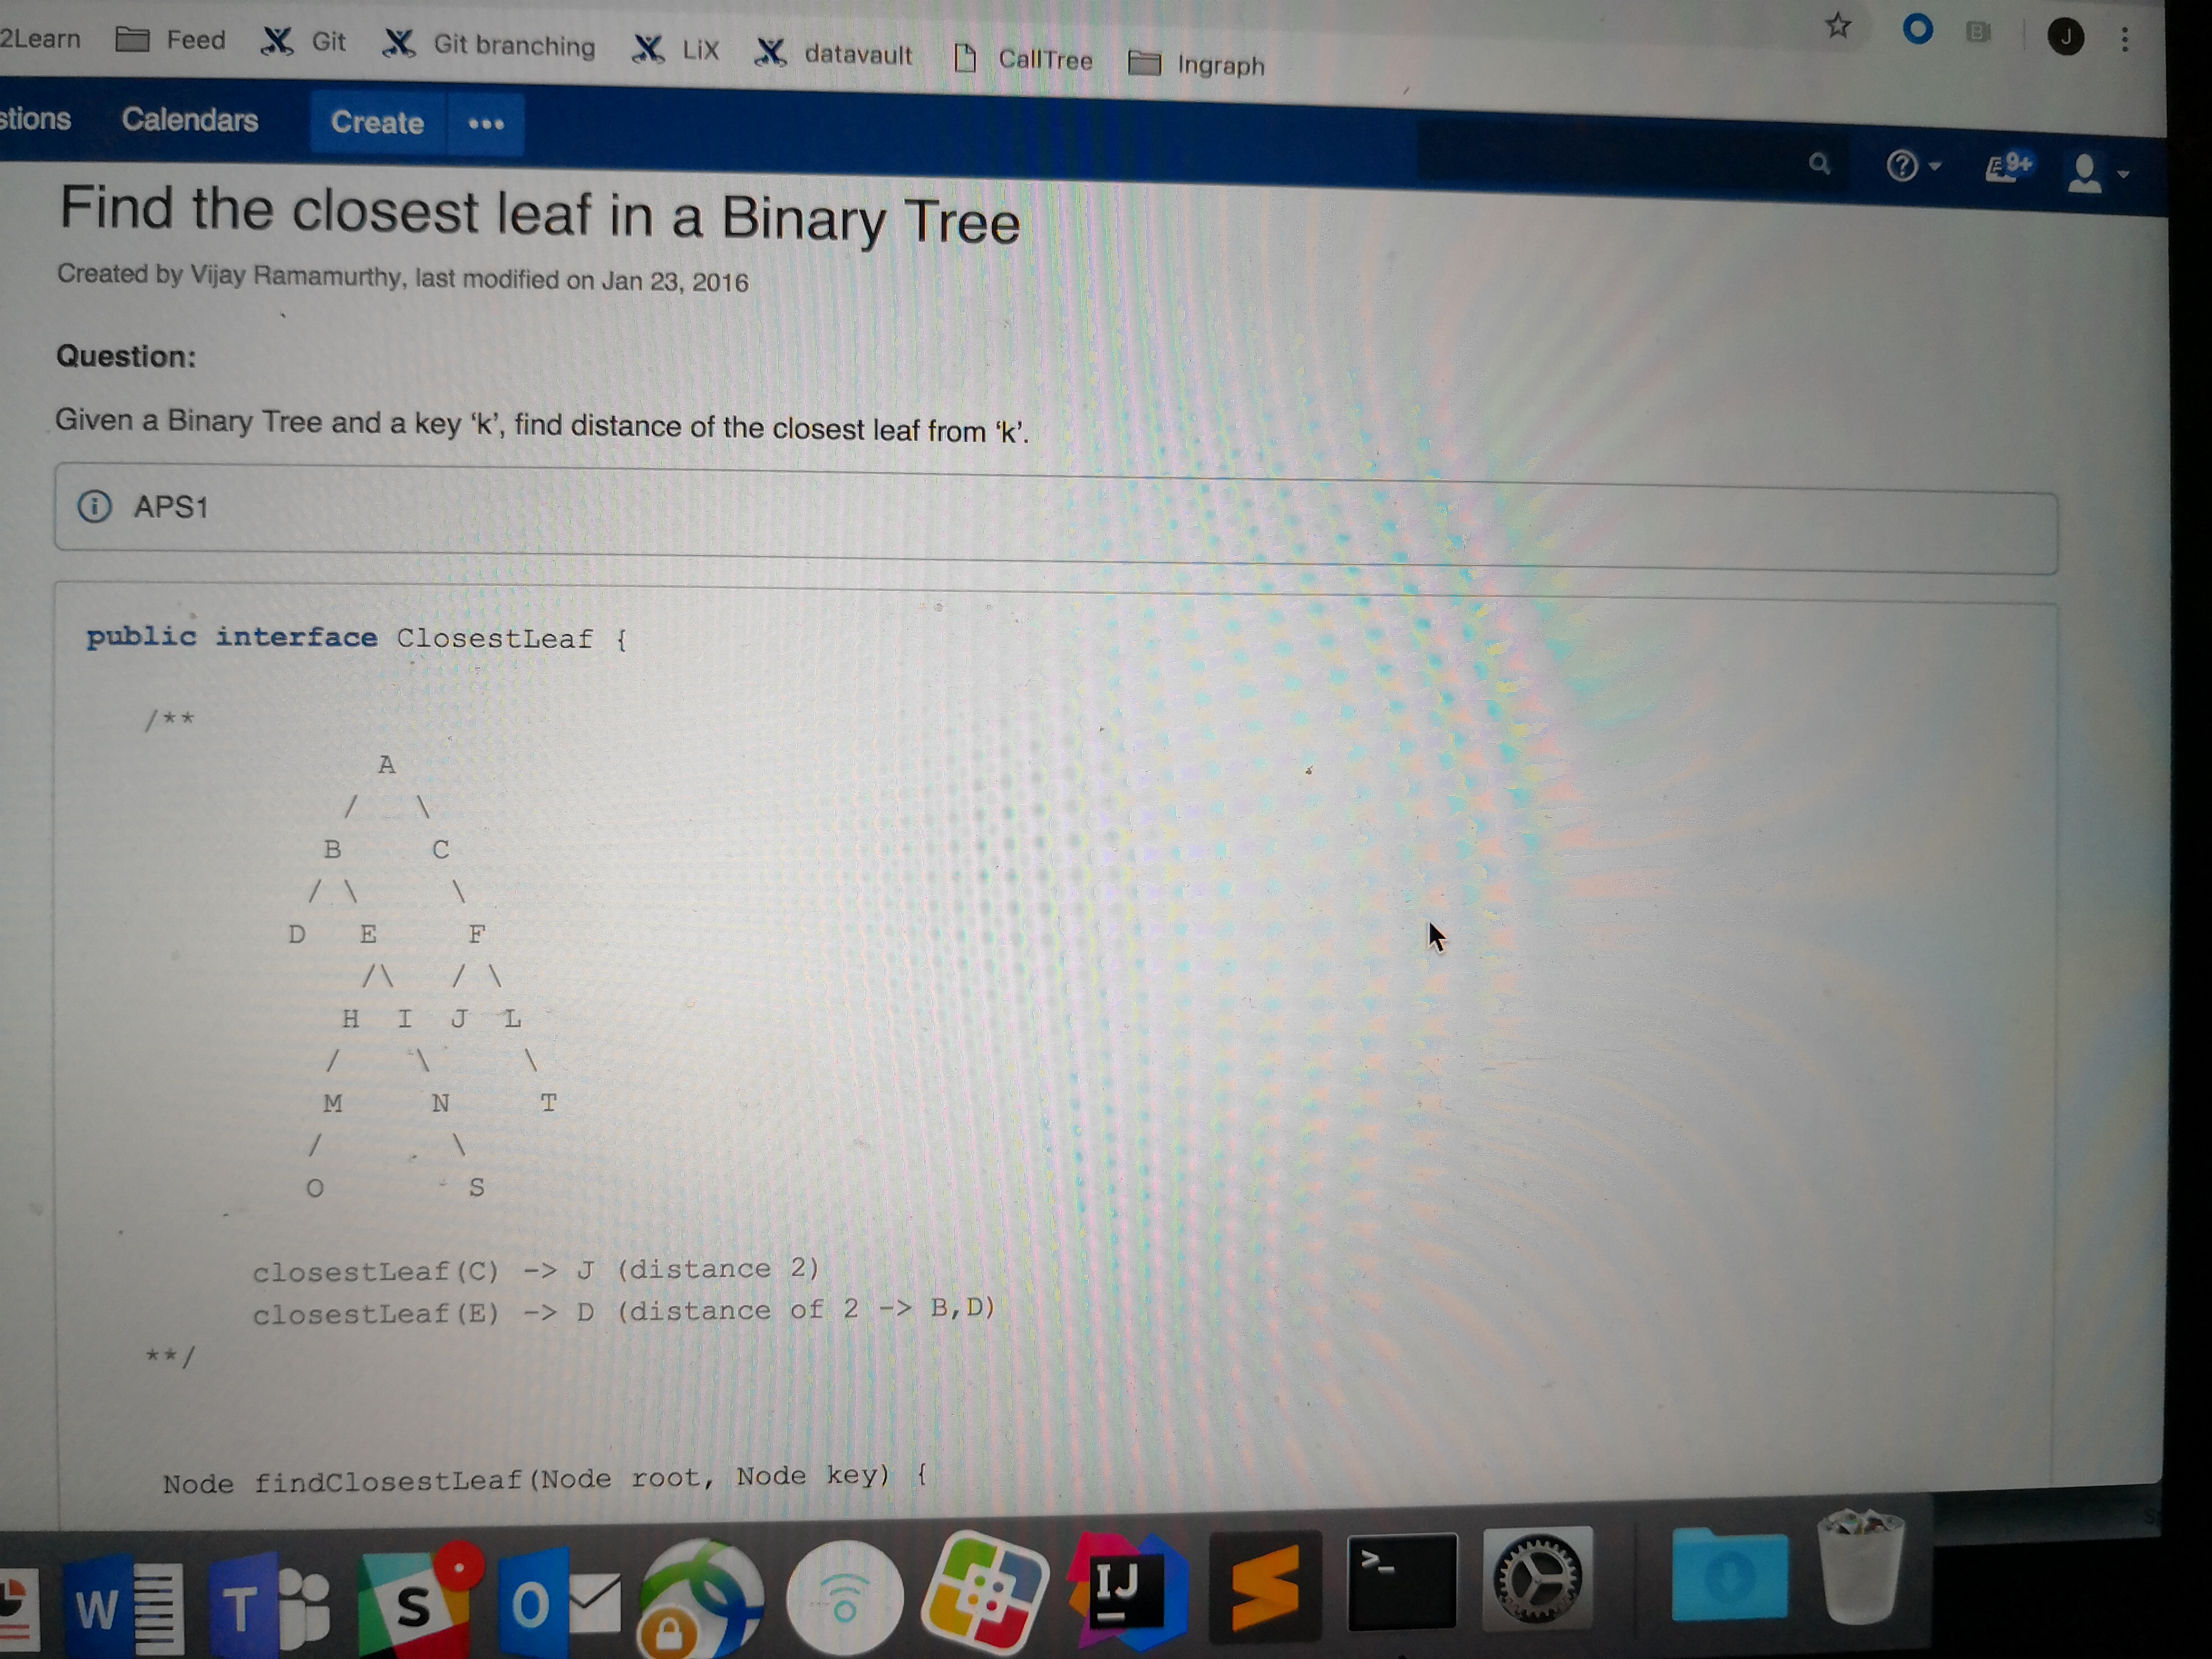 2Learn Feed Git Git branching LiX datavault CallTree Ingraph J
stions Calendars Create ••• 9+
Find the closest leaf in a Binary Tree
Created by Vijay Ramamurthy, last modified on Jan 23, 2016
Question:
Given a Binary Tree and a key ‘k’, find distance of the closest leaf from ‘k’.
APS1
public interface ClosestLeaf {
/**
A
/ \
B C
/ \ \
D E F
/\ / \
H I J L
/ \ \
M N T
/ \
O S
closestLeaf(C) -> J (distance 2)
closestLeaf(E) -> D (distance of 2 -> B,D)
**/
Node findClosestLeaf(Node root, Node key) {
W T S O IJ >_